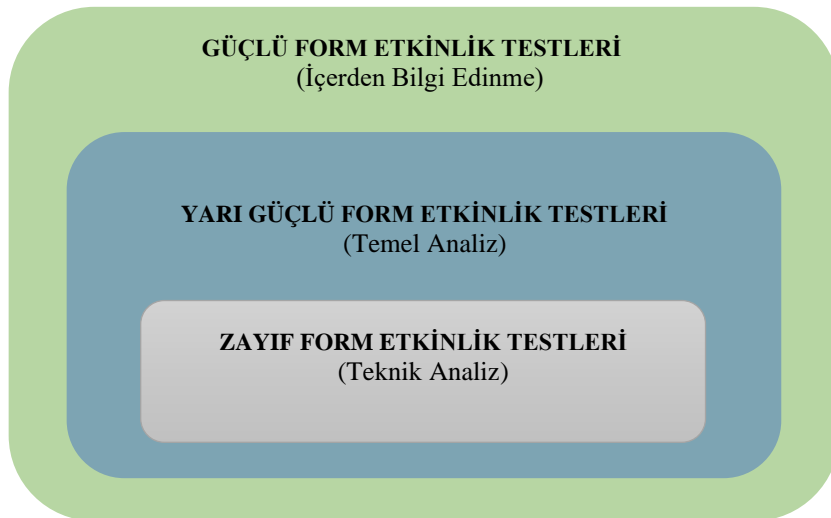 GÜÇLÜ FORM ETKİNLİK TESTLERİ
(İçerden Bilgi Edinme)
YARI GÜÇLÜ FORM ETKİNLİK TESTLERİ
(Temel Analiz)
ZAYIF FORM ETKİNLİK TESTLERİ
(Teknik Analiz)